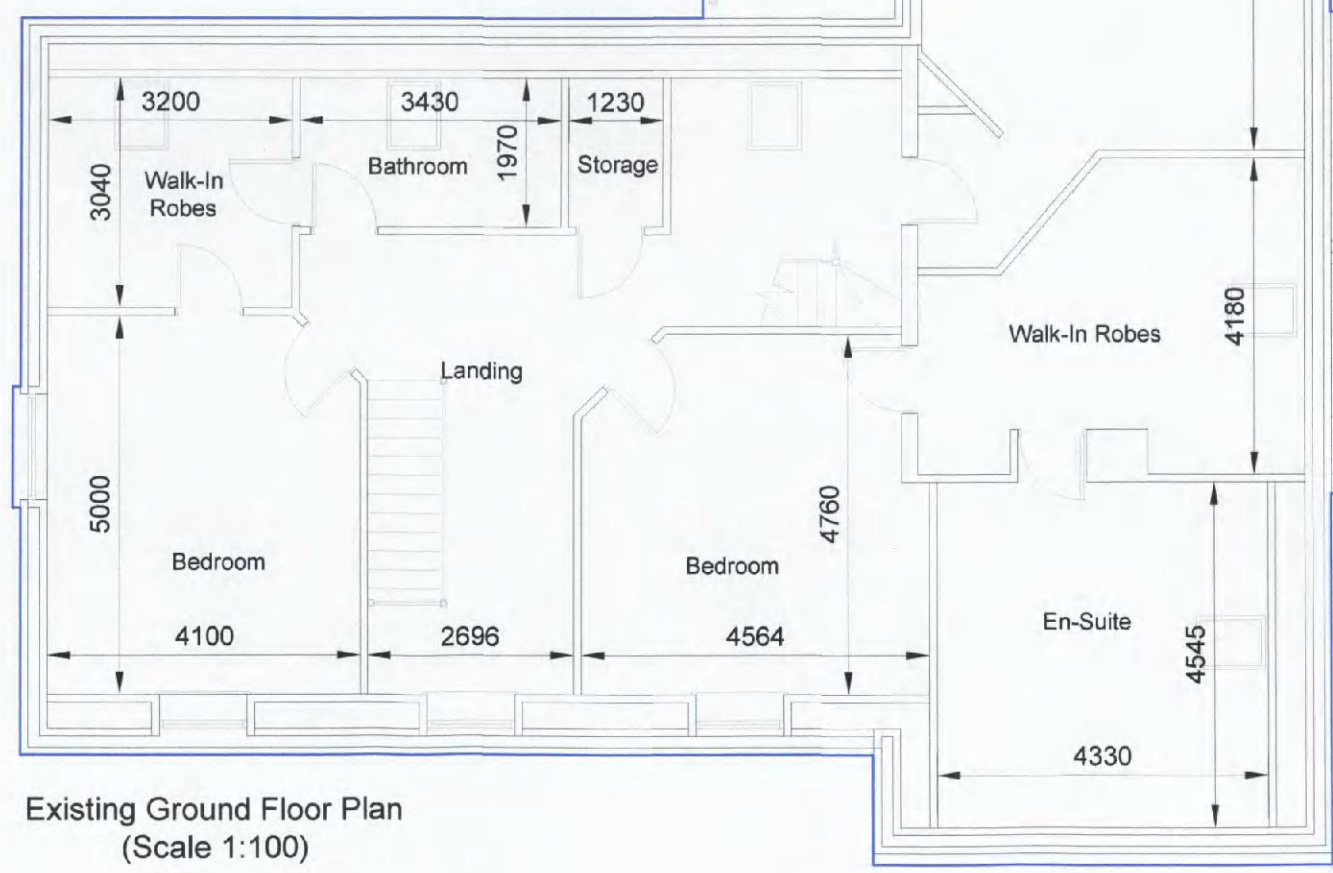 3200
3430
1230
Walk-In
Robes
3040
Bathroom
1970
Storage
Landing
Walk-In Robes
4180
5000
Bedroom
4100
2696
Bedroom
4760
4564
En-Suite
4545
4330
Existing Ground Floor Plan
(Scale 1:100)